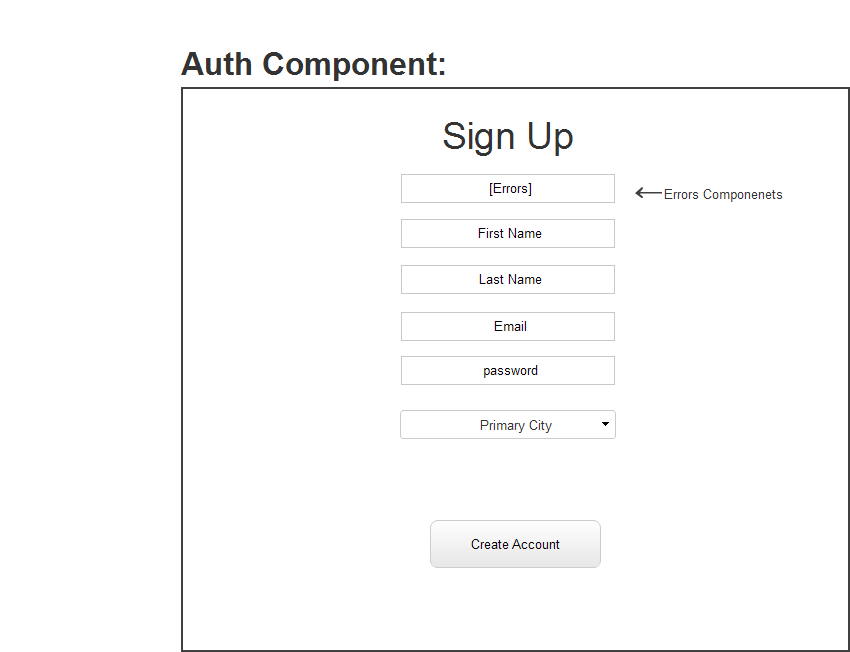 Auth Component:
Sign Up
[Errors]
Errors Componenets
First Name
Last Name
Email
password
Primary City
Create Account